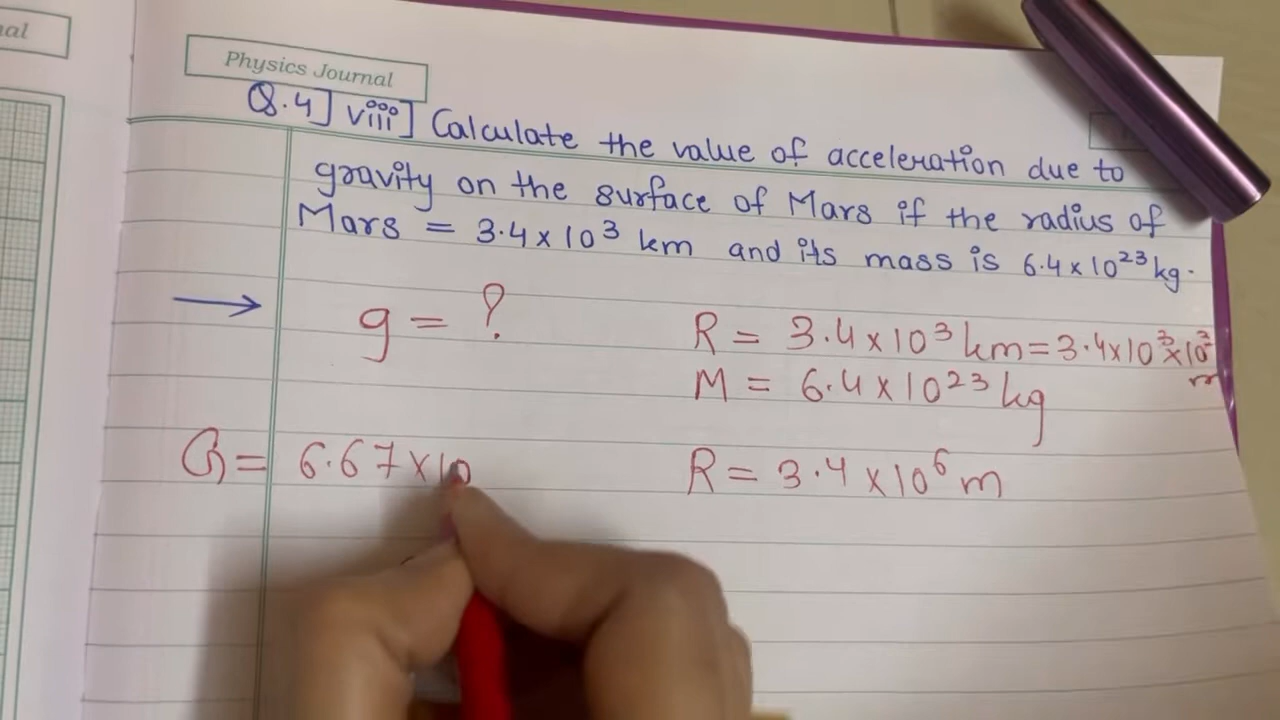 nal
Physics Journal
Q.4] viii] Calculate the value of acceleration due to
gravity on the surface of Mars if the radius of
Mars = 3.4 x 10³ km and its mass is 6.4 x 10²³ kg.
g = ?
R = 3.4 x 10³ km = 3.4 x 10³ x 10³
m
M = 6.4 x 10²³ kg
G = 6.67 x 10
R = 3.4 x 10⁶ m